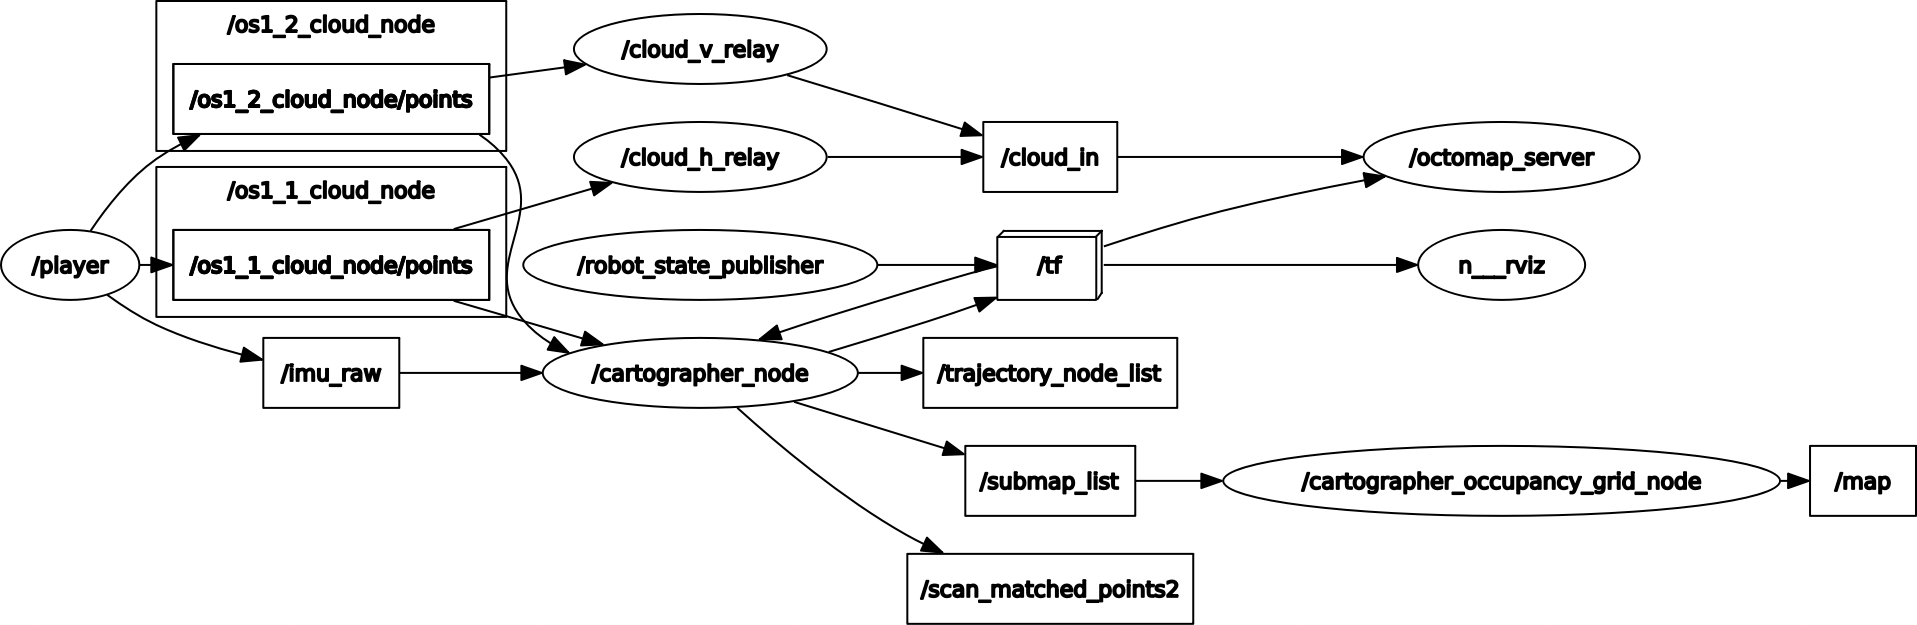 /os1_2_cloud_node
/cloud_v_relay
/os1_2_cloud_node/points
/cloud_h_relay
/cloud_in
/octomap_server
/os1_1_cloud_node
/player
/os1_1_cloud_node/points
/robot_state_publisher
/tf
n___rviz
/imu_raw
/cartographer_node
/trajectory_node_list
/submap_list
/cartographer_occupancy_grid_node
/map
/scan_matched_points2